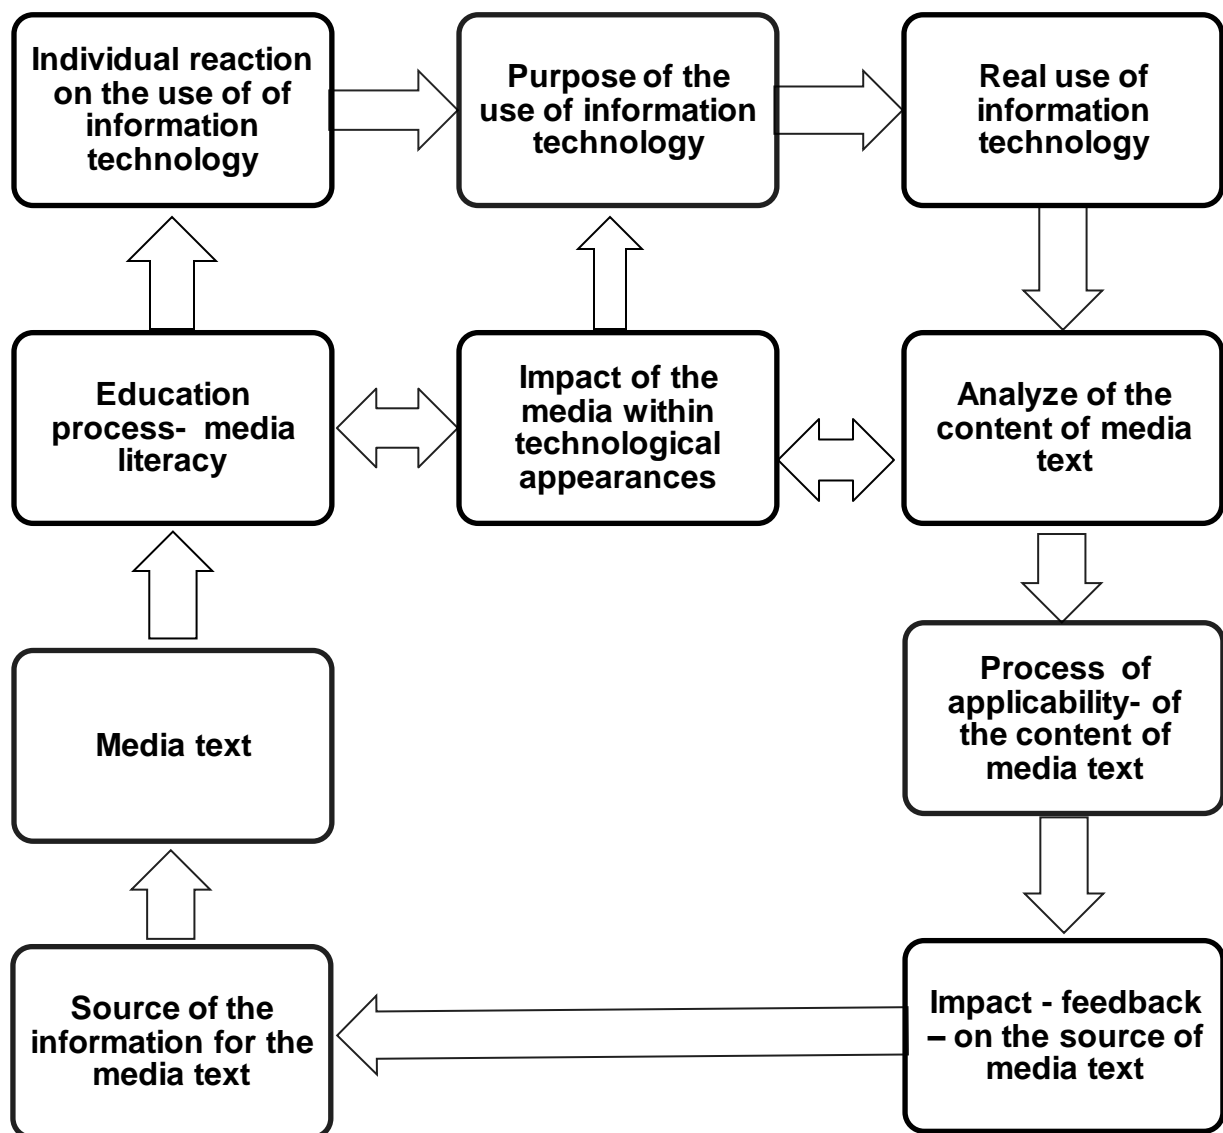 Individual reaction
on the use of of
information
technology
Purpose of the
use of information
technology
Real use of
information
technology
Education
process- media
literacy
Impact of the
media within
technological
appearances
Analyze of the
content of media
text
Media text
Process of
applicability- of
the content of
media text
Source of the
information for the
media text
Impact - feedback
– on the source of
media text